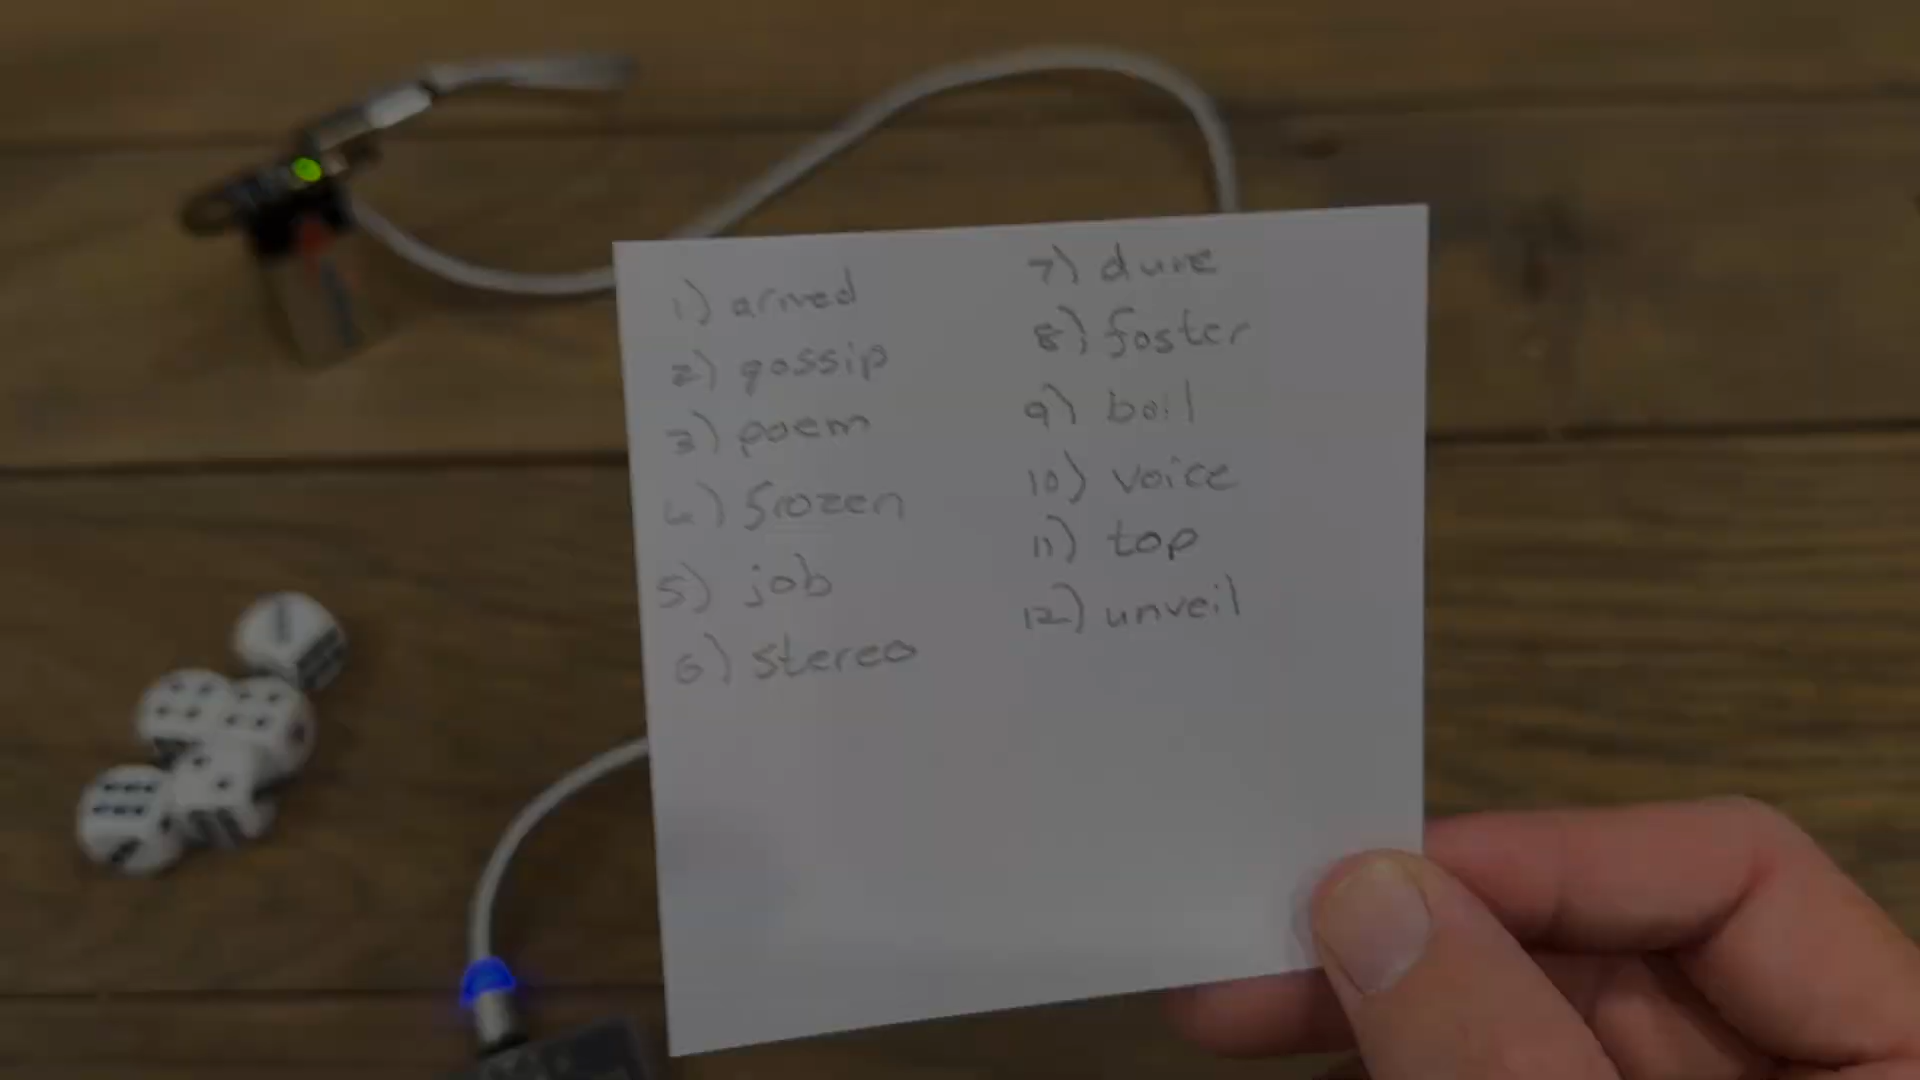 1) armed
2) gossip
3) poem
4) frozen
5) job
6) stereo
7) dune
8) foster
9) boil
10) voice
11) top
12) unveil